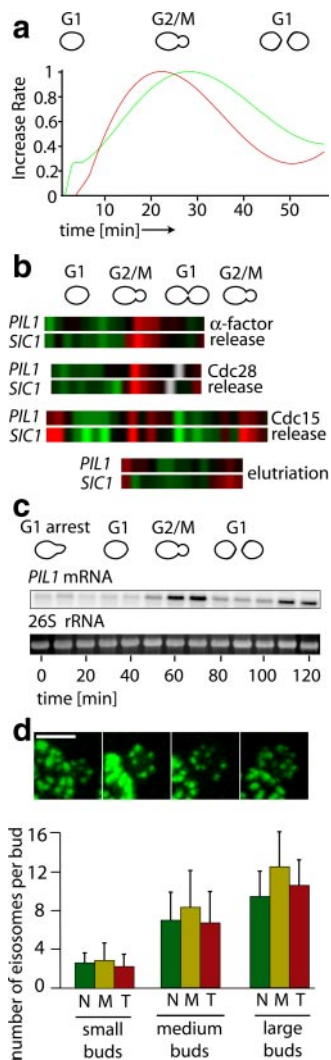 a
G1 G2/M G1
Increase Rate
1
0.8
0.6
0.4
0.2
0
10 20 30 40 50
time [min]
b
G1 G2/M G1 G2/M
PIL1 α-factor
SIC1 release
PIL1 Cdc28
SIC1 release
PIL1 Cdc15
SIC1 release
PIL1 elutriation
SIC1
c
G1 arrest G1 G2/M G1
PIL1 mRNA
26S rRNA
0 20 40 60 80 100 120
time [min]
d
number of eisosomes per bud
16
12
8
4
0
N M T N M T N M T
small medium large
buds buds buds